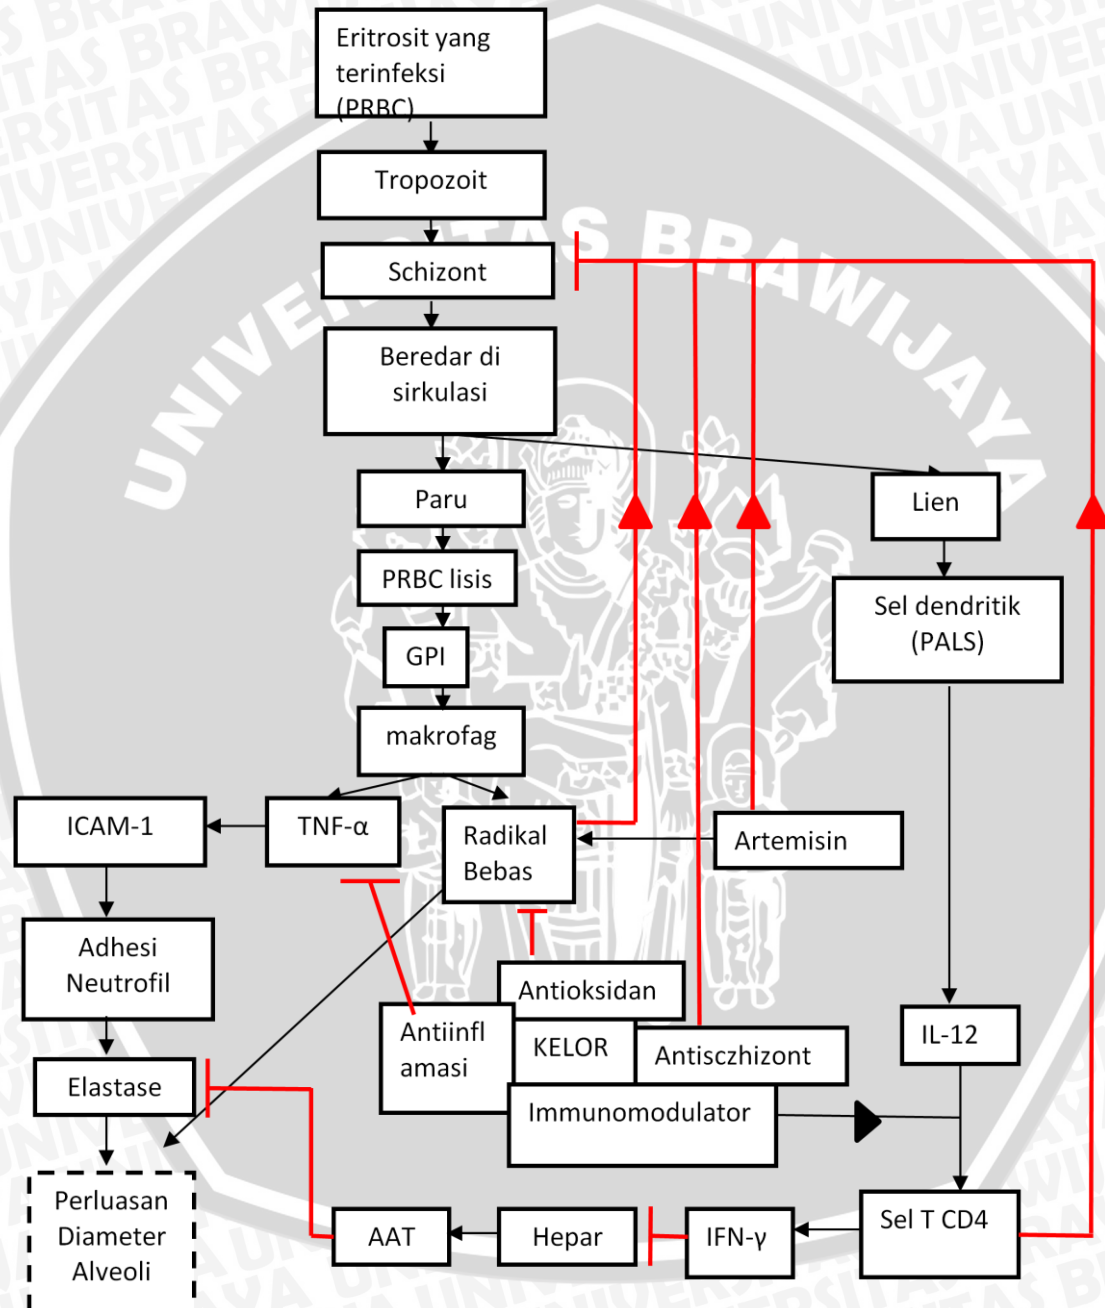 Eritrosit yang
terinfeksi
(PRBC)
Tropozoit
Schizont
Beredar di
sirkulasi
Paru
Lien
PRBC lisis
Sel dendritik
(PALS)
GPI
makrofag
ICAM-1
TNF-α
Radikal
Bebas
Artemisin
Adhesi
Neutrofil
Antioksidan
Antiinfl
amasi
KELOR
Antisczhizont
IL-12
Elastase
Immunomodulator
Perluasan
Diameter
Alveoli
AAT
Hepar
IFN-γ
Sel T CD4
UNIVERSITAS BRAWIJAYA